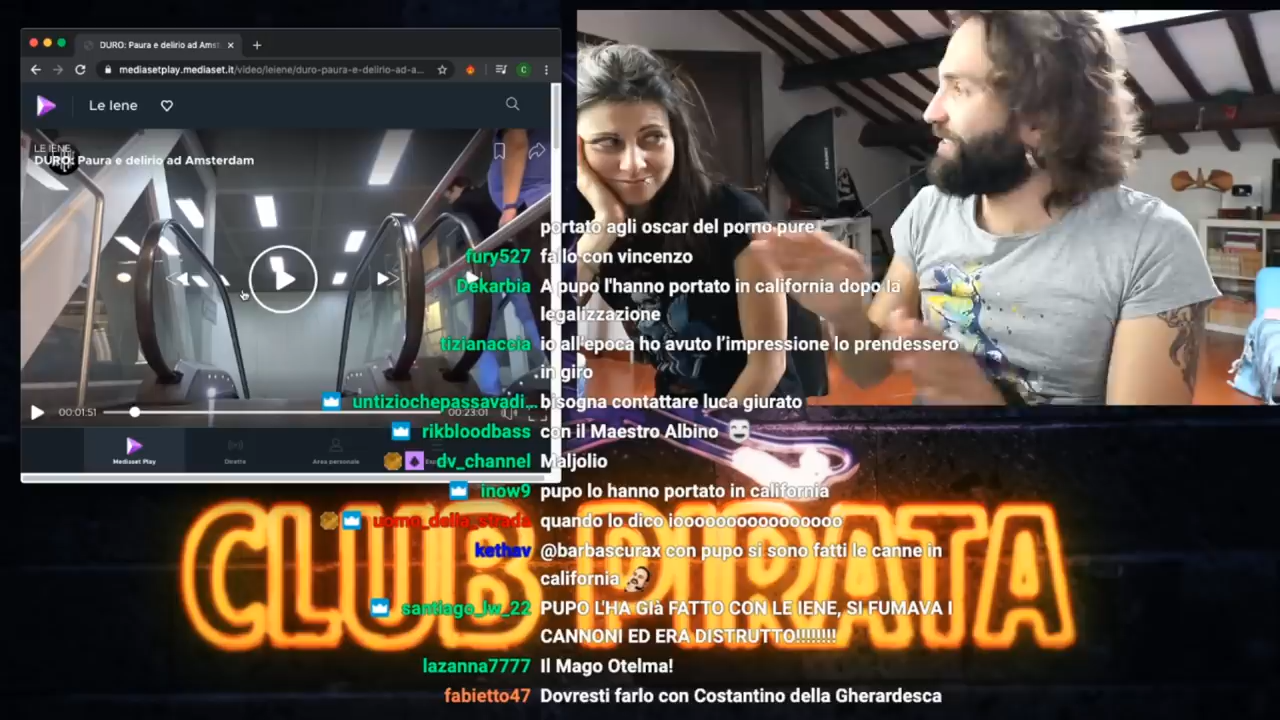 DURO: Paura e delirio ad Amst
mediasetplay.mediaset.it/video/leiene/duro-paura-e-delirio-ad-a...
C
Le Iene
LE IENE
DURO: Paura e delirio ad Amsterdam
00:01:51
00:23:01
Mediaset Play
Dirette
Area personale
portato agli oscar del porno pure
fury527 fallo con vincenzo
Dekarbia A pupo l'hanno portato in california dopo la
legalizzazione
tizianaccia io all'epoca ho avuto l'impressione lo prendessero
in giro
untiziochepassavadi... bisogna contattare luca giurato
rikbloodbass con il Maestro Albino
dv_channel Maljolio
inow9 pupo lo hanno portato in california
uomo_della_strada quando lo dico ioooooooooooooooo
kethav @barbascurax con pupo si sono fatti le canne in
california
santiago_lw_22 PUPO L'HA GIà FATTO CON LE IENE, SI FUMAVA I
CANNONI ED ERA DISTRUTTO!!!!!!!!
lazanna7777 Il Mago Otelma!
fabietto47 Dovresti farlo con Costantino della Gherardesca
CLUB PIRATA